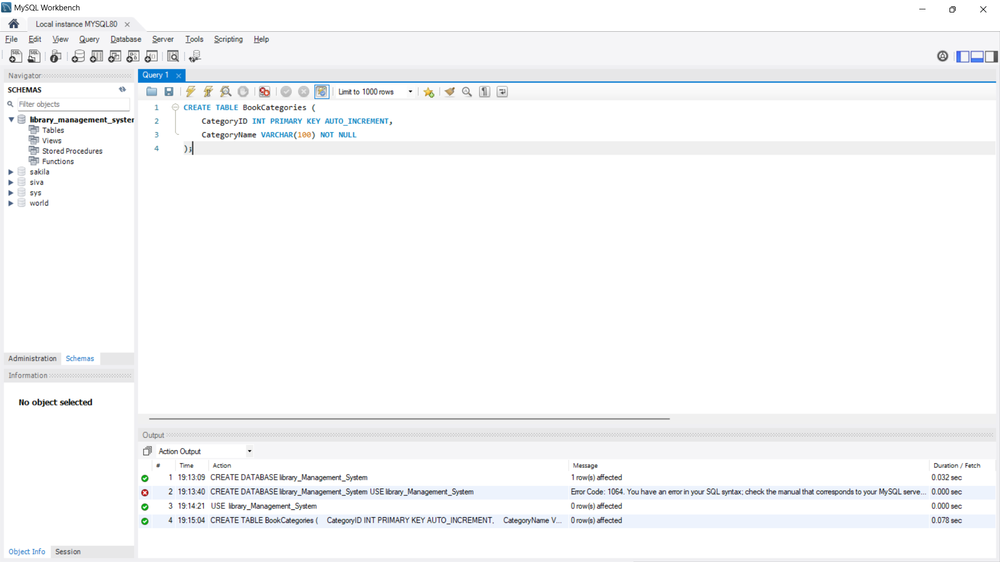 MySQL Workbench
Local instance MYSQL80
File Edit View Query Database Server Tools Scripting Help
Navigator
SCHEMAS
Filter objects
library_management_syster
Tables
Views
Stored Procedures
Functions
sakila
siva
sys
world
Administration Schemas
Information
No object selected
Object Info Session
Query 1
Limit to 1000 rows
1 CREATE TABLE BookCategories (
2 CategoryID INT PRIMARY KEY AUTO_INCREMENT,
3 CategoryName VARCHAR(100) NOT NULL
4 );
Output
Action Output
# Time Action Message Duration / Fetch
1 19:13:09 CREATE DATABASE library_Management_System 1 row(s) affected 0.032 sec
2 19:13:40 CREATE DATABASE library_Management_System USE library_Management_System Error Code: 1064. You have an error in your SQL syntax; check the manual that corresponds to your MySQL serve... 0.000 sec
3 19:14:21 USE library_Management_System 0 row(s) affected 0.000 sec
4 19:15:04 CREATE TABLE BookCategories ( CategoryID INT PRIMARY KEY AUTO_INCREMENT, CategoryName V... 0 row(s) affected 0.078 sec